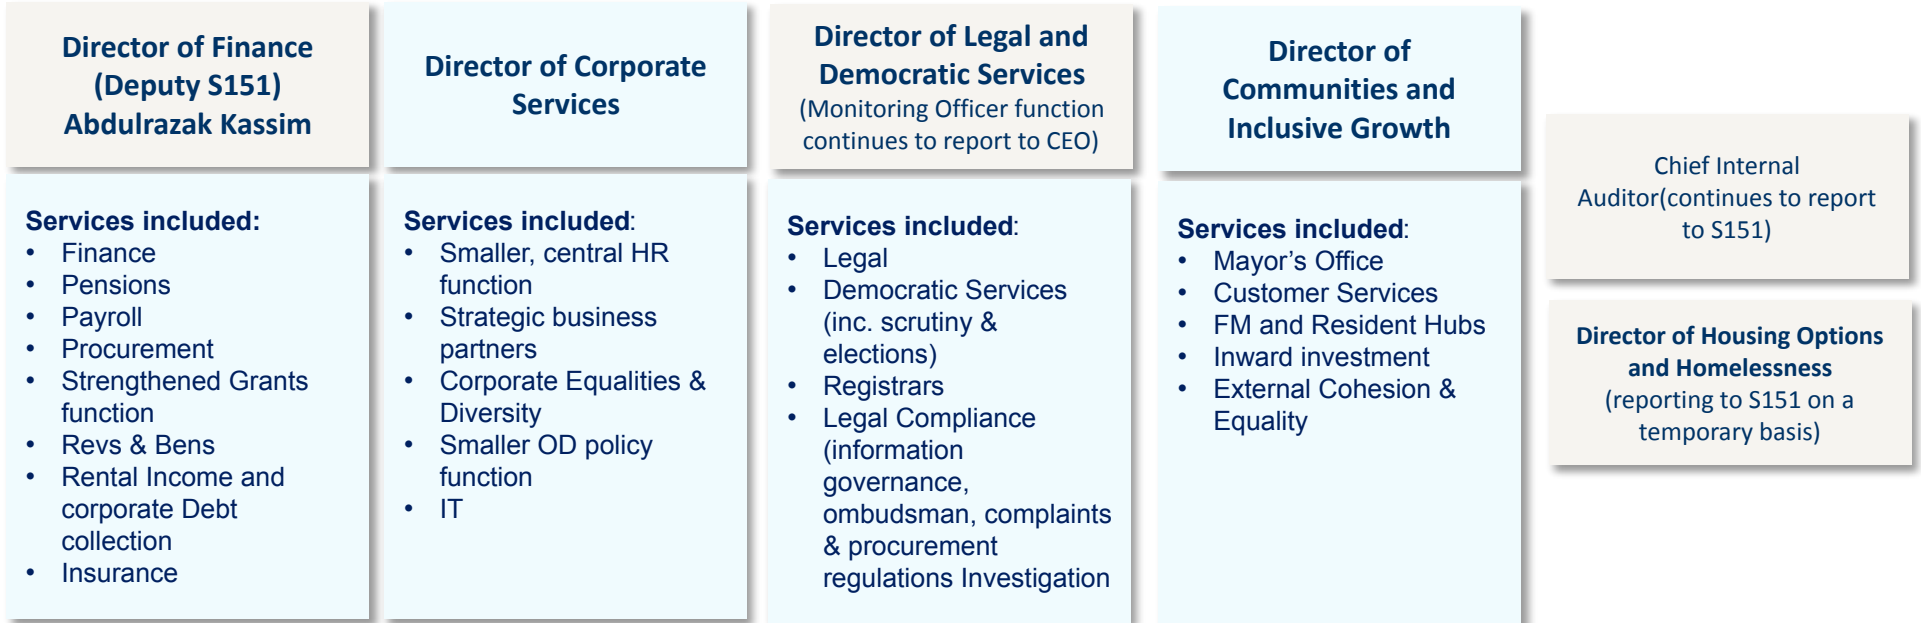 Director of Finance
(Deputy S151)
Abdulrazak Kassim
Services included:
• Finance
• Pensions
• Payroll
• Procurement
• Strengthened Grants
function
• Revs & Bens
• Rental Income and
corporate Debt
collection
• Insurance
Director of Corporate
Services
Services included:
• Smaller, central HR
function
• Strategic business
partners
• Corporate Equalities &
Diversity
• Smaller OD policy
function
• IT
Director of Legal and
Democratic Services
(Monitoring Officer function
continues to report to CEO)
Services included:
• Legal
• Democratic Services
(inc. scrutiny &
elections)
• Registrars
• Legal Compliance
(information
governance,
ombudsman, complaints
& procurement
regulations Investigation
Director of
Communities and
Inclusive Growth
Services included:
• Mayor’s Office
• Customer Services
• FM and Resident Hubs
• Inward investment
• External Cohesion &
Equality
Chief Internal
Auditor(continues to report
to S151)
Director of Housing Options
and Homelessness
(reporting to S151 on a
temporary basis)